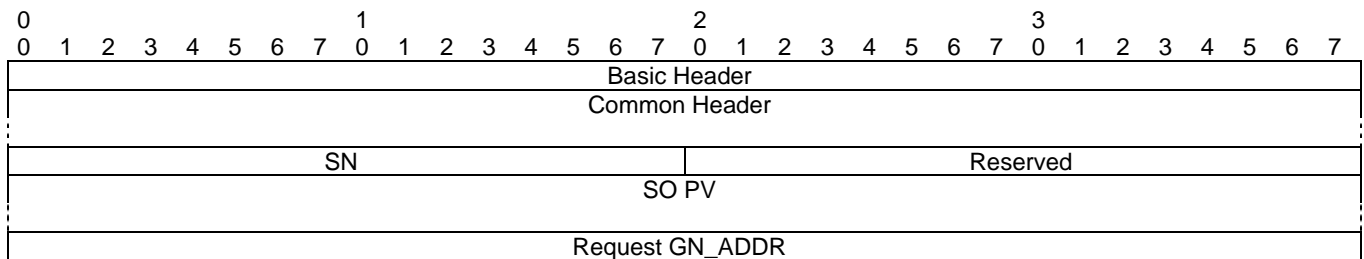 0 1 2 3
0 1 2 3 4 5 6 7 0 1 2 3 4 5 6 7 0 1 2 3 4 5 6 7 0 1 2 3 4 5 6 7
Basic Header
Common Header
SN Reserved
SO PV
Request GN_ADDR